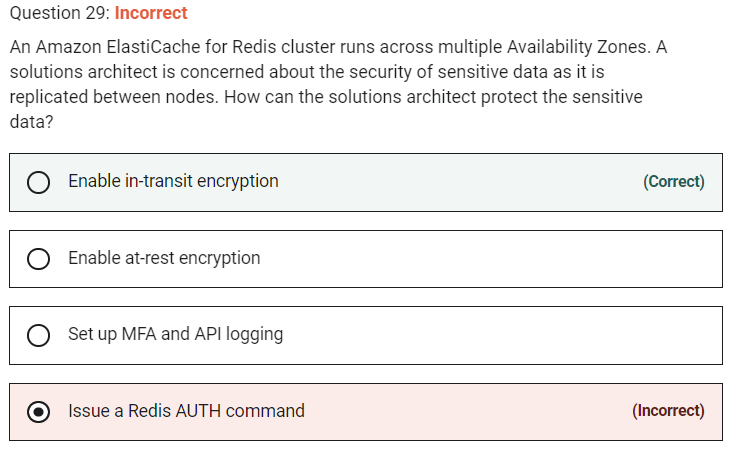 Question 29: Incorrect
An Amazon ElastiCache for Redis cluster runs across multiple Availability Zones. A
solutions architect is concerned about the security of sensitive data as it is
replicated between nodes. How can the solutions architect protect the sensitive
data?
Enable in-transit encryption (Correct)
Enable at-rest encryption
Set up MFA and API logging
Issue a Redis AUTH command (Incorrect)